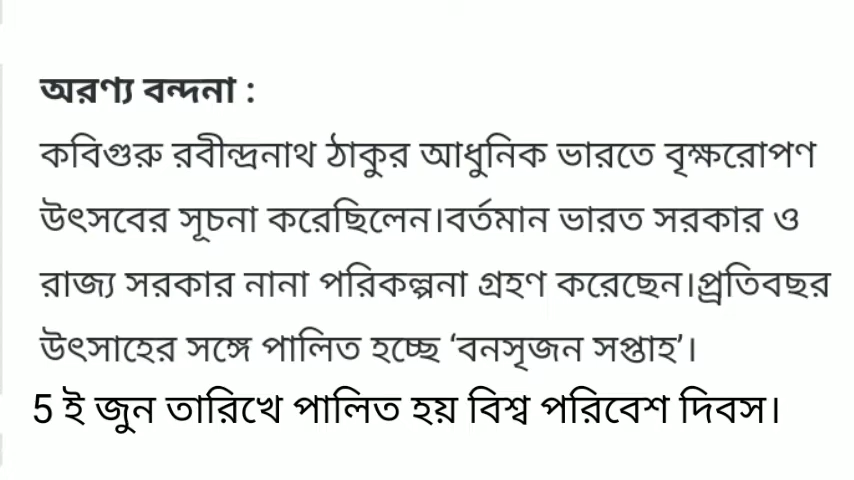 অরণ্য বন্দনা :
কবিগুরু রবীন্দ্রনাথ ঠাকুর আধুনিক ভারতে বৃক্ষরোপণ
উৎসবের সূচনা করেছিলেন।বর্তমান ভারত সরকার ও
রাজ্য সরকার নানা পরিকল্পনা গ্রহণ করেছেন।প্রতিবছর
উৎসাহের সঙ্গে পালিত হচ্ছে ‘বনসৃজন সপ্তাহ’।
5 ই জুন তারিখে পালিত হয় বিশ্ব পরিবেশ দিবস।